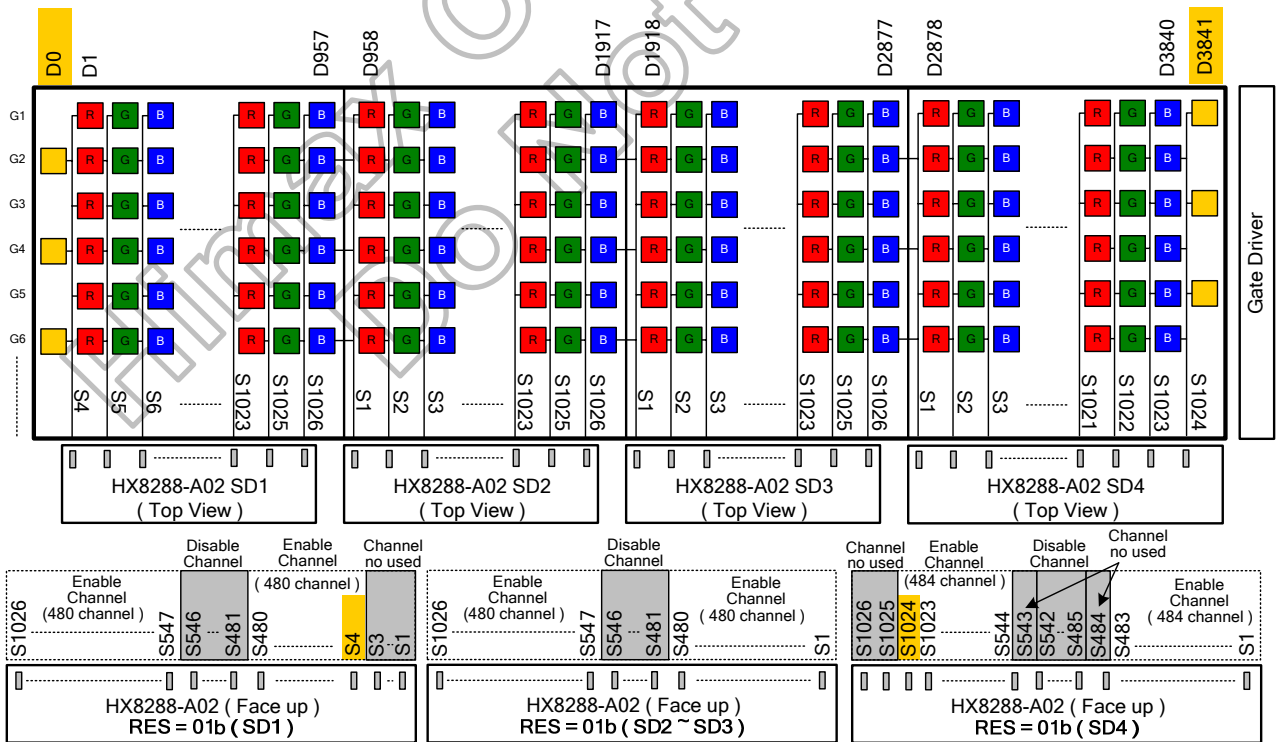 D0 D1 D957 D958 D1917 D1918 D2877 D2878 D3840 D3841
G1 R G B R G B R G B R G B R G B R G B R G B R G B
G2 R G B R G B R G B R G B R G B R G B R G B R G B
G3 R G B R G B R G B R G B R G B R G B R G B R G B
G4 R G B R G B R G B R G B R G B R G B R G B R G B
G5 R G B R G B R G B R G B R G B R G B R G B R G B
G6 R G B R G B R G B R G B R G B R G B R G B R G B
Gate Driver
S4 S5 S6 S1023 S1025 S1026 S1 S2 S3 S1023 S1025 S1026 S1 S2 S3 S1023 S1025 S1026 S1 S2 S3 S1021 S1022 S1023 S1024
HX8288-A02 SD1
( Top View )
HX8288-A02 SD2
( Top View )
HX8288-A02 SD3
( Top View )
HX8288-A02 SD4
( Top View )
Enable
Channel
(480 channel )
Disable
Channel
Enable
Channel
( 480 channel )
Channel
no used
S1026 S547 S546 S481 S480 S4 S3 S1
HX8288-A02 ( Face up )
RES = 01b ( SD1 )
Enable
Channel
(480 channel )
Disable
Channel
Enable
Channel
(480 channel )
S1026 S547 S546 S481 S480 S1
HX8288-A02 ( Face up )
RES = 01b ( SD2 ~ SD3 )
Channel
no used
Enable
Channel
(484 channel )
Disable
Channel
Channel
no used
Enable
Channel
( 484 channel )
S1026 S1025 S1024 S1023 S544 S543 S542 S485 S484 S483 S1
HX8288-A02 ( Face up )
RES = 01b ( SD4 )
Himax
Do Not